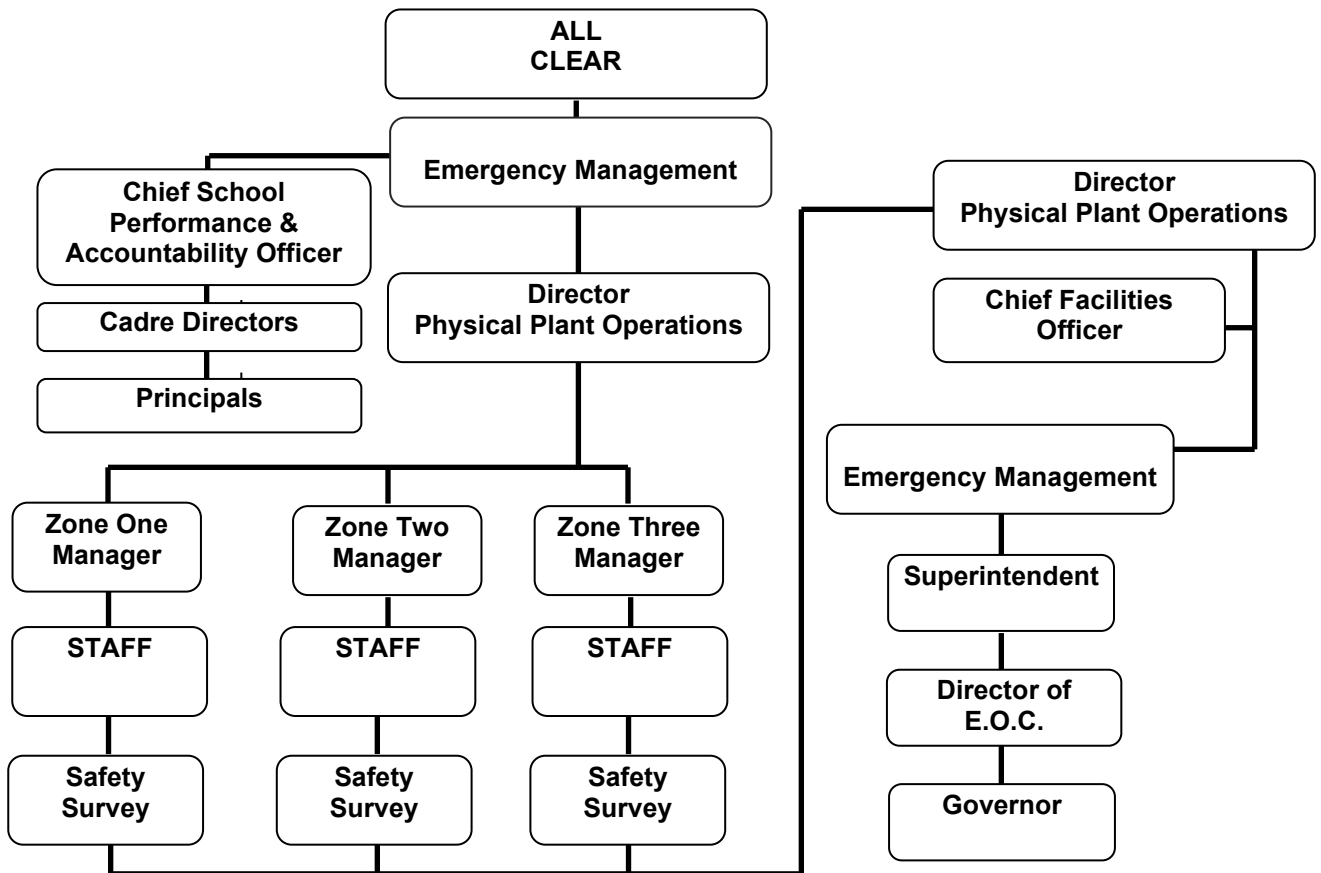 ALL
CLEAR
Emergency Management
Chief School
Performance &
Accountability Officer
Cadre Directors
Principals
Director
Physical Plant Operations
Zone One
Manager
Zone Two
Manager
Zone Three
Manager
STAFF
STAFF
STAFF
Safety
Survey
Safety
Survey
Safety
Survey
Director
Physical Plant Operations
Chief Facilities
Officer
Emergency Management
Superintendent
Director of
E.O.C.
Governor